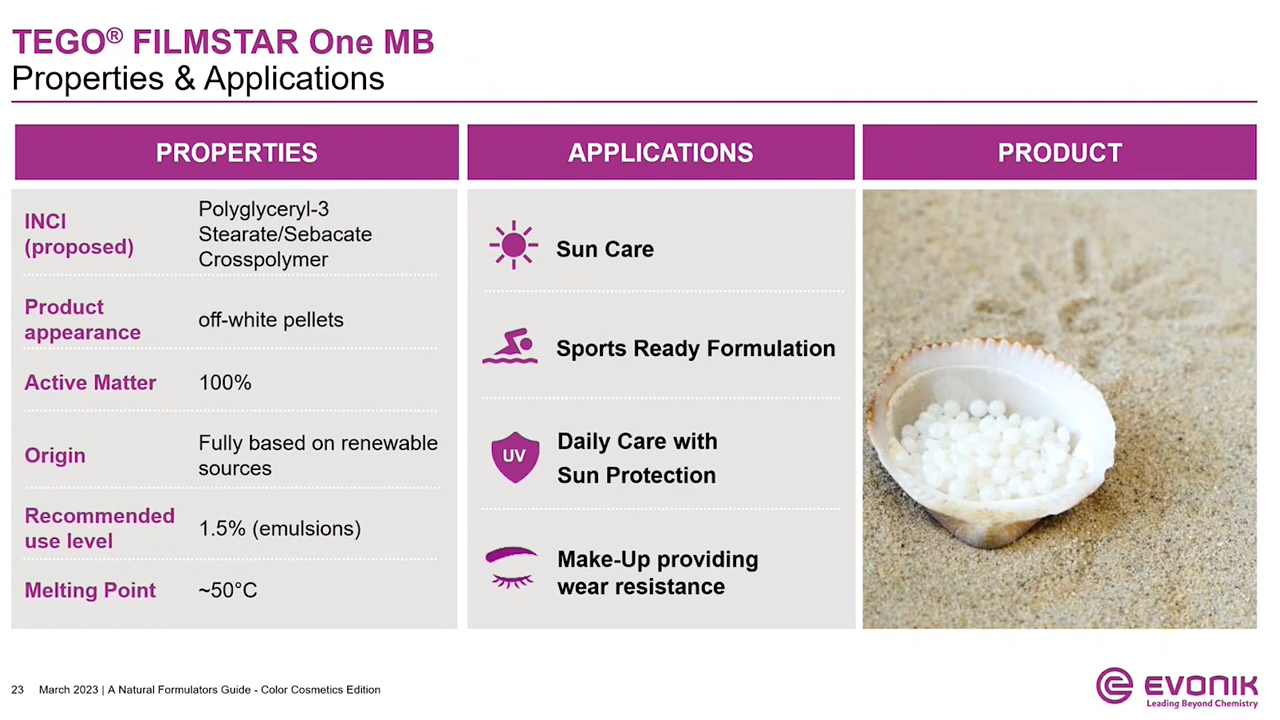 TEGO® FILMSTAR One MB
Properties & Applications
PROPERTIES
INCI
(proposed)
Polyglyceryl-3
Stearate/Sebacate
Crosspolymer
Product
appearance
off-white pellets
Active Matter
100%
Origin
Fully based on renewable
sources
Recommended
use level
1.5% (emulsions)
Melting Point
~50°C
APPLICATIONS
Sun Care
Sports Ready Formulation
UV
Daily Care with
Sun Protection
Make-Up providing
wear resistance
PRODUCT
23 March 2023 | A Natural Formulators Guide - Color Cosmetics Edition
EVONIK
Leading Beyond Chemistry